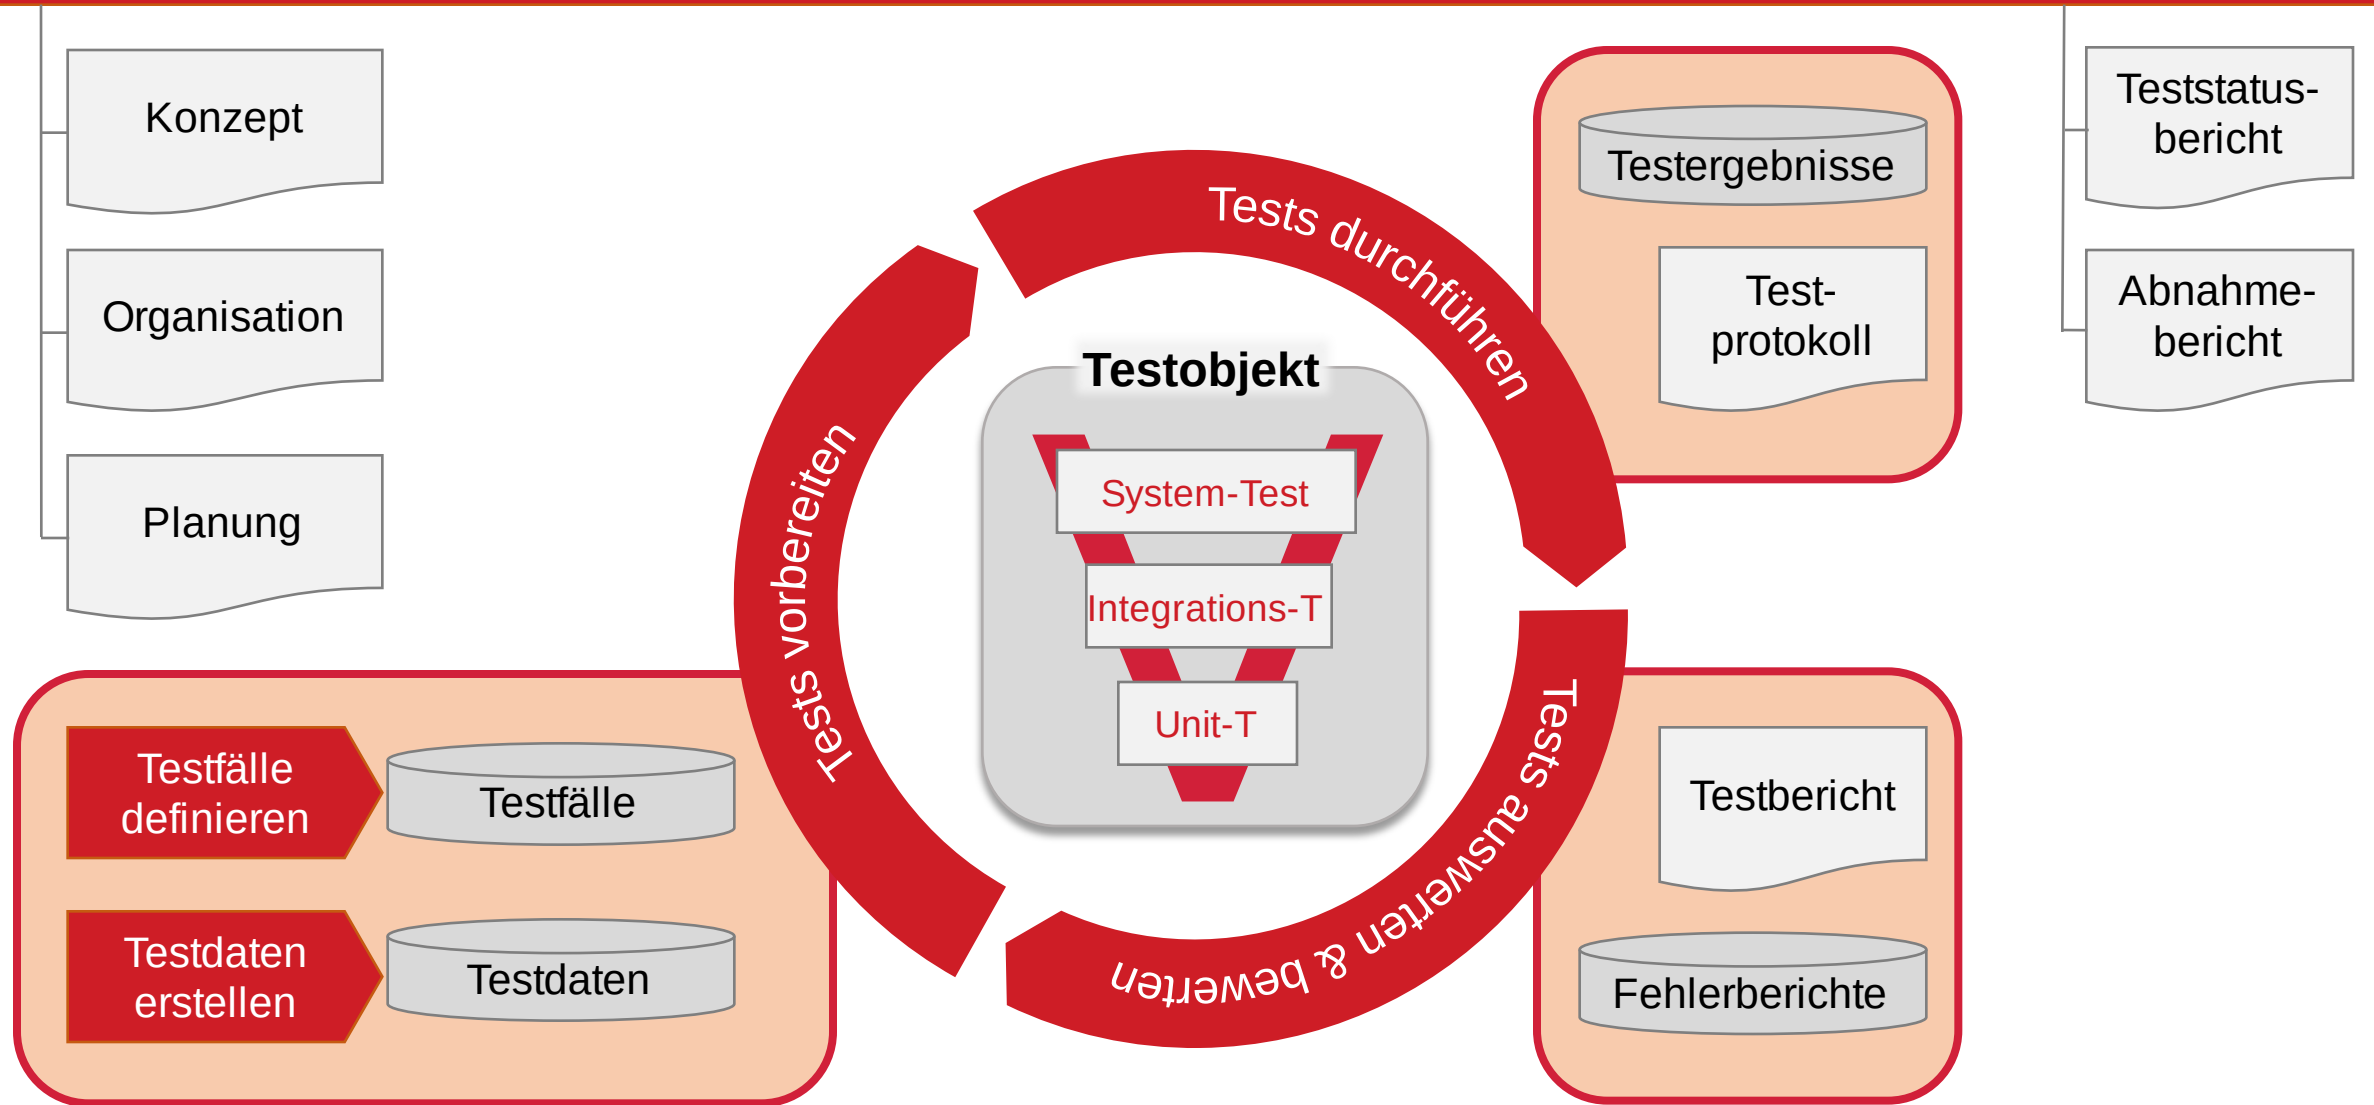 Konzept
Organisation
Planung
Testfälle
definieren
Testfälle
Testdaten
erstellen
Testdaten
Tests vorbereiten
Tests durchführen
Tests auswerten & bewerten
Testobjekt
System-Test
Integrations-T
Unit-T
Testergebnisse
Test-
protokoll
Testbericht
Fehlerberichte
Teststatus-
bericht
Abnahme-
bericht